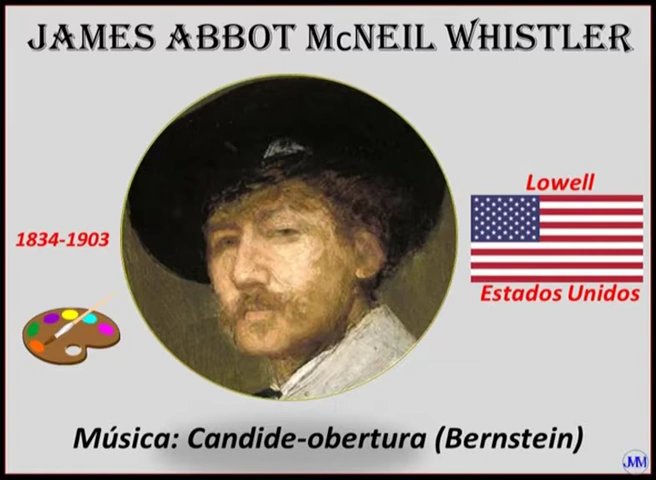 JAMES ABBOT McNEIL WHISTLER
Lowell
1834-1903
Estados Unidos
Música: Candide-obertura (Bernstein)
JMM